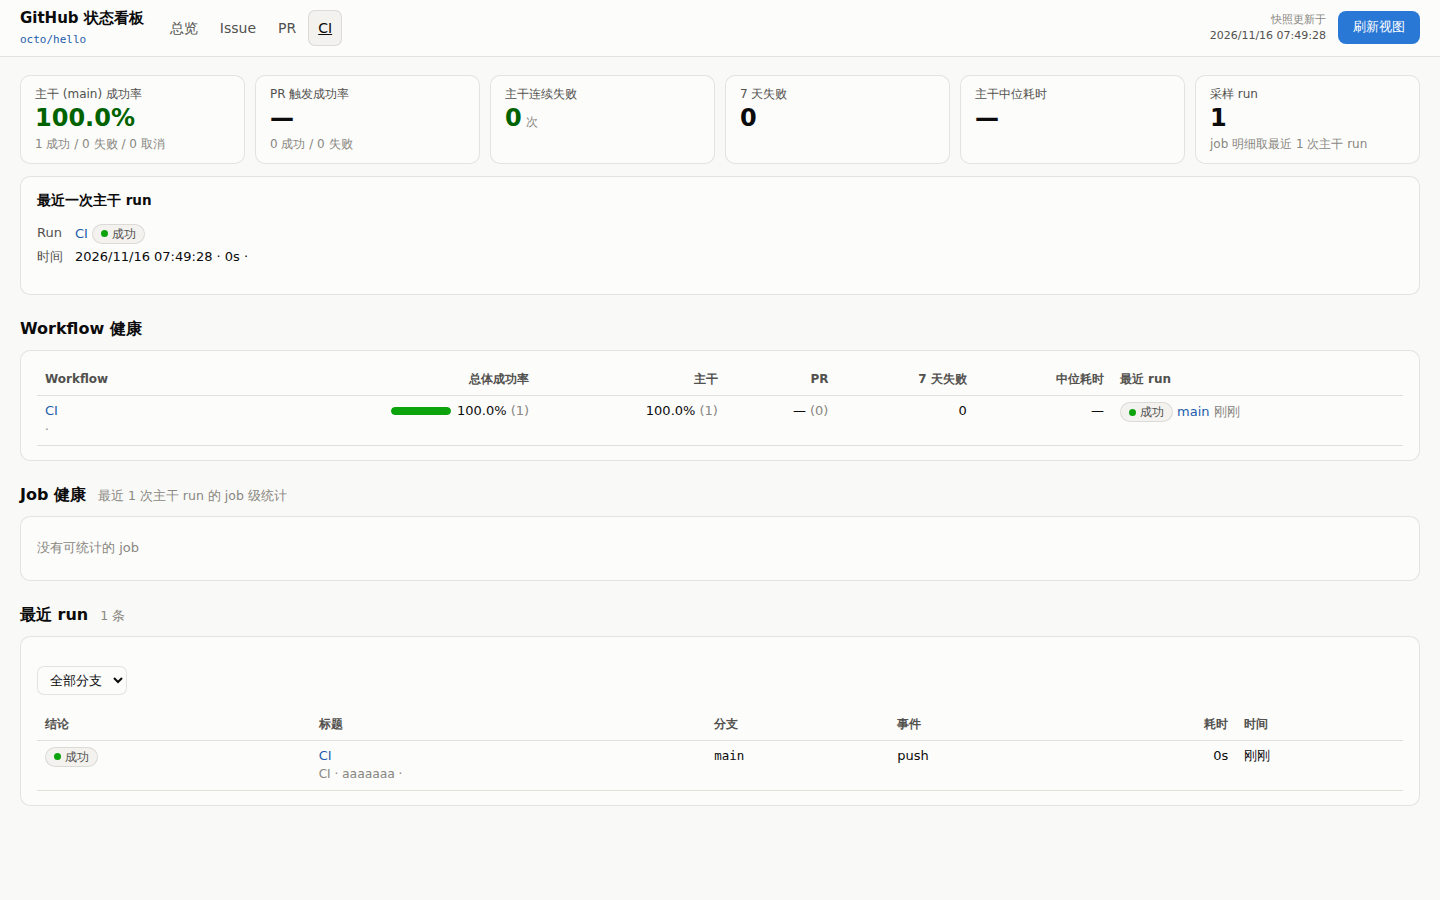 GitHub 状态看板
octo/hello
总览 Issue PR CI
快照更新于
2026/11/16 07:49:28
刷新视图
主干 (main) 成功率
100.0%
1 成功 / 0 失败 / 0 取消
PR 触发成功率
—
0 成功 / 0 失败
主干连续失败
0 次
7 天失败
0
主干中位耗时
—
采样 run
1
job 明细取最近 1 次主干 run
最近一次主干 run
Run CI 成功
时间 2026/11/16 07:49:28 · 0s ·
Workflow 健康
Workflow 总体成功率 主干 PR 7 天失败 中位耗时 最近 run
CI 100.0% (1) 100.0% (1) — (0) 0 — 成功 main 刚刚
·
Job 健康 最近 1 次主干 run 的 job 级统计
没有可统计的 job
最近 run 1 条
全部分支
结论 标题 分支 事件 耗时 时间
成功 CI main push 0s 刚刚
CI · aaaaaaa ·